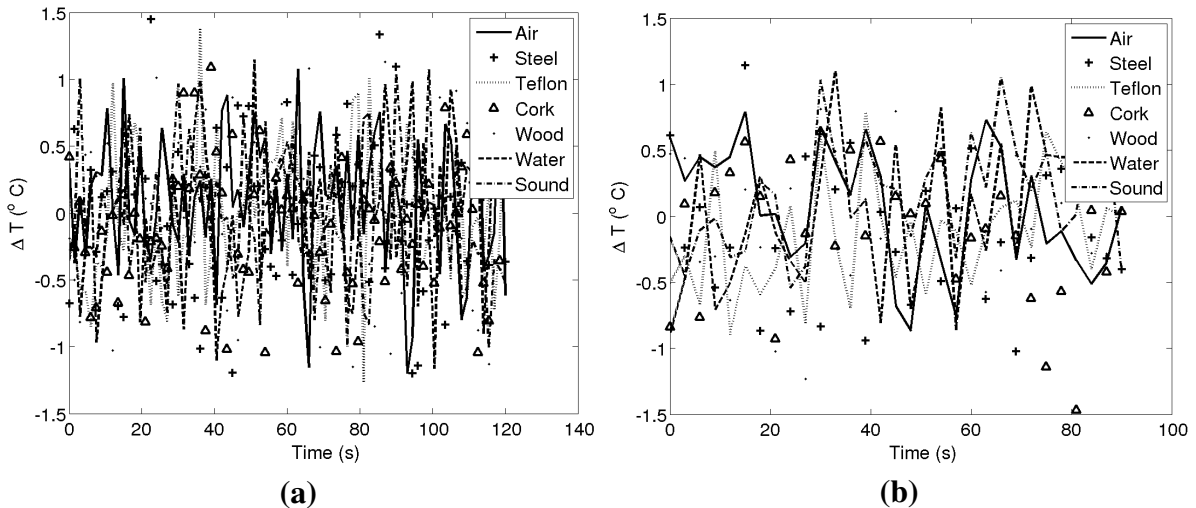 1.5
1
0.5
0
-0.5
-1
-1.5
Δ T (° C)
0
20
40
60
80
100
120
140
Time (s)
Air
Steel
Teflon
Cork
Wood
Water
Sound
(a)
1.5
1
0.5
0
-0.5
-1
-1.5
Δ T (° C)
0
20
40
60
80
100
Time (s)
Air
Steel
Teflon
Cork
Wood
Water
Sound
(b)